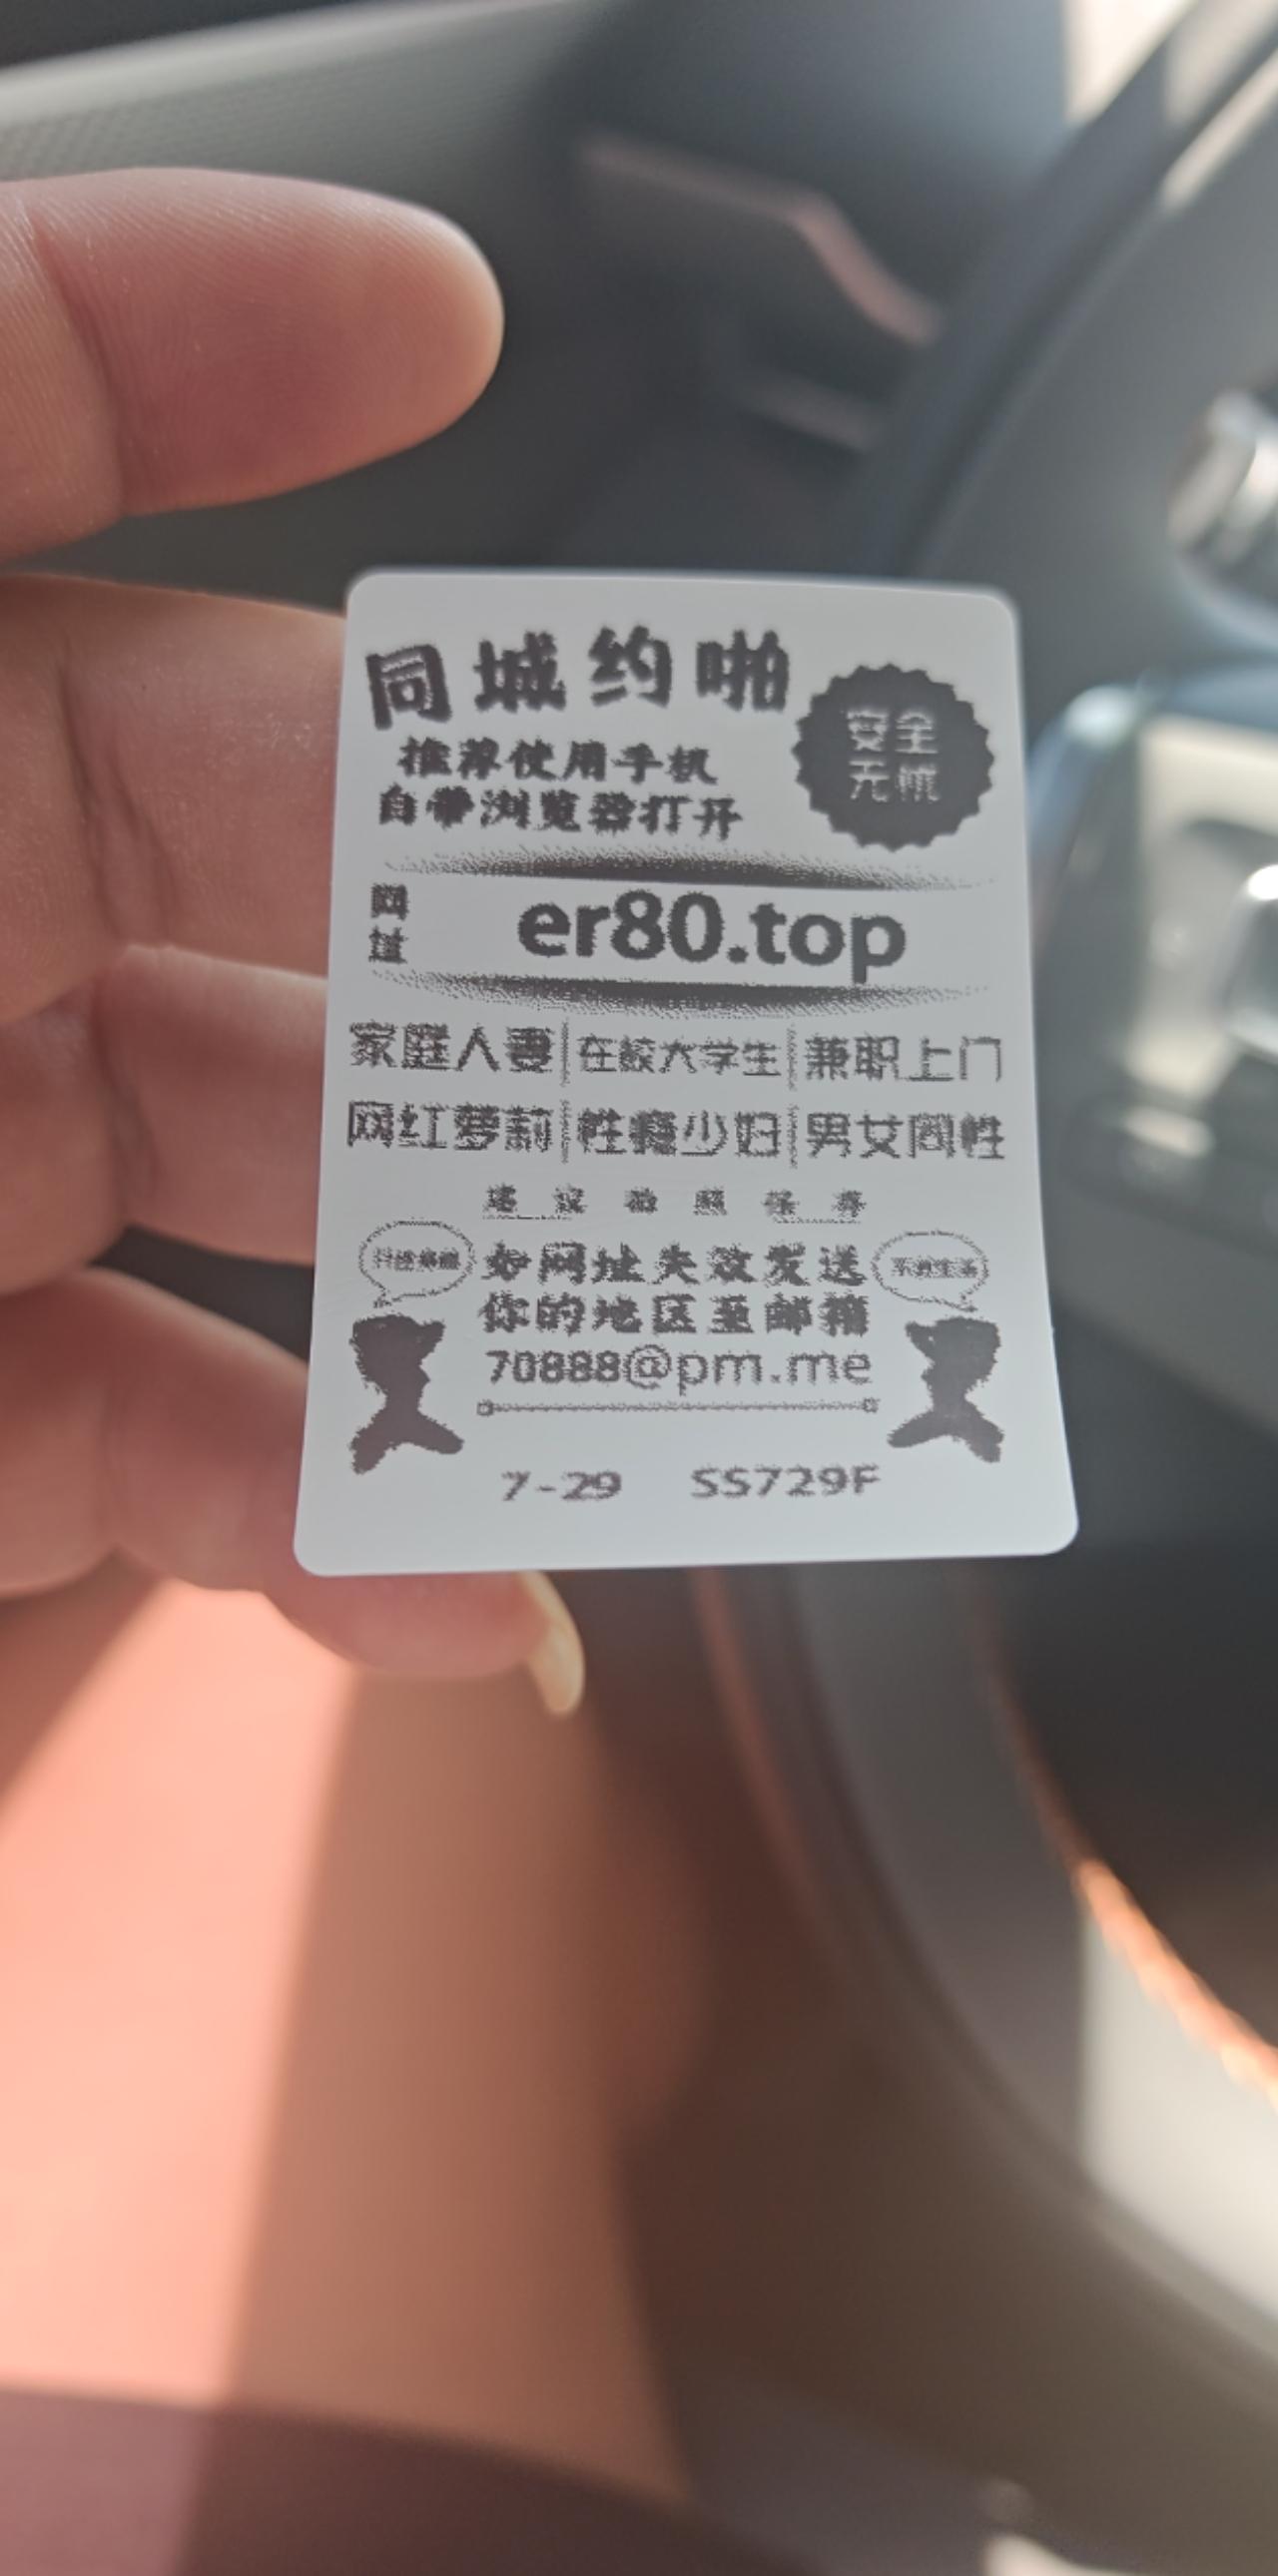 同城约啪
安全
无忧
推荐使用手机
自带浏览器打开
网址
er80.top
家庭人妻 在校大学生 兼职上门
网红萝莉 性瘾少妇 男女同性
建议拍照保存
如网址失效发送
你的地区至邮箱
70888@pm.me
7-29 SS729F